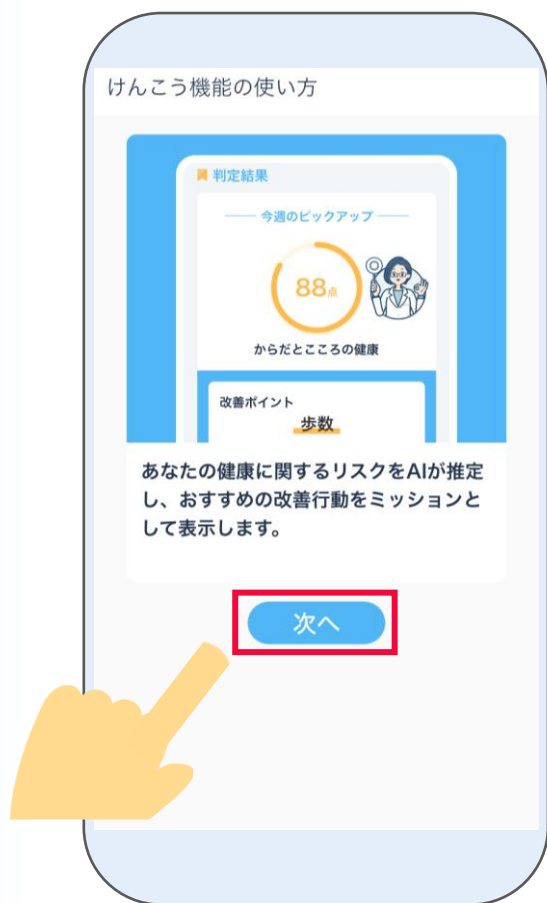 けんこう機能の使い方
判定結果
今週のピックアップ
88点
からだとこころの健康
改善ポイント
歩数
あなたの健康に関するリスクをAIが推定
し、おすすめの改善行動をミッションと
して表示します。
次へ